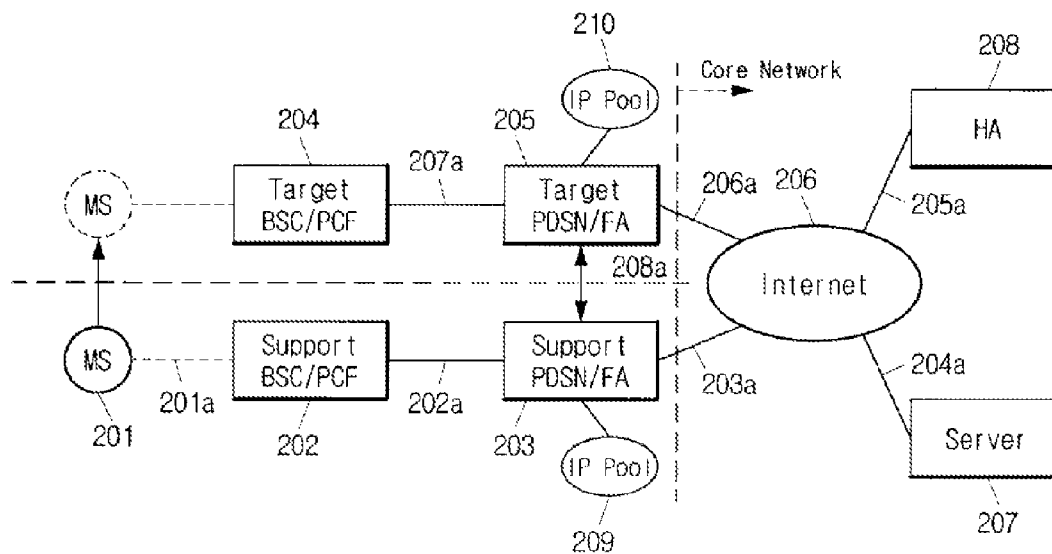 210
Core Network
208
IP Pool
204
205
HA
207a
206a
206
MS
Target
BSC/PCF
Target
PDSN/FA
205a
208a
Internet
MS
Support
BSC/PCF
Support
PDSN/FA
203a
204a
201a
202a
201
202
203
IP Pool
Server
209
207